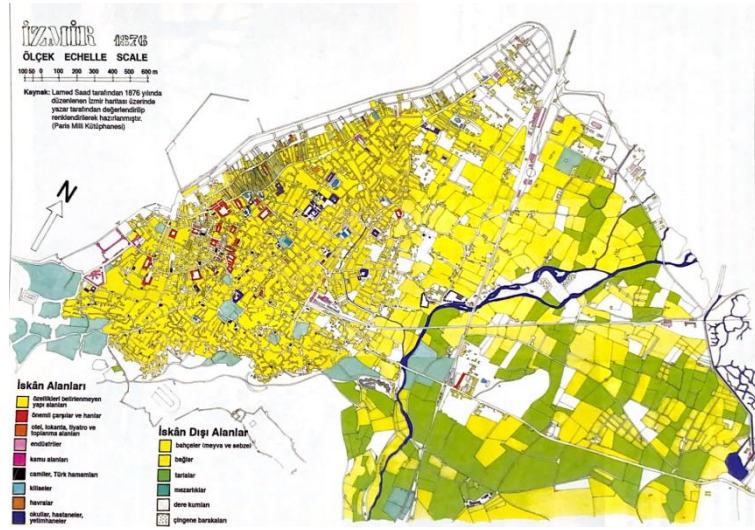 İZMİR 1876
ÖLÇEK ECHELLE SCALE
100 50 0 100 200 300 400 500 600 m
Kaynak: Lamed Saad tarafından 1876 yılında
düzenlenen İzmir haritası üzerinde
yazar tarafından değerlendirilip
renklendirilerek hazırlanmıştır.
(Paris Milli Kütüphanesi)
N
İskân Alanları
özellikleri belirlenmeyen
yapı alanları
önemli çarşılar ve hanlar
otel, lokanta, tiyatro ve
toplanma alanları
endüstriler
kamu alanları
camiler, Türk hamamları
kiliseler
havralar
okullar, hastaneler,
yetimhaneler
İskân Dışı Alanlar
bahçeler (meyva ve sebze)
bağlar
tarlalar
mezarlıklar
dere kumları
çingene barakaları